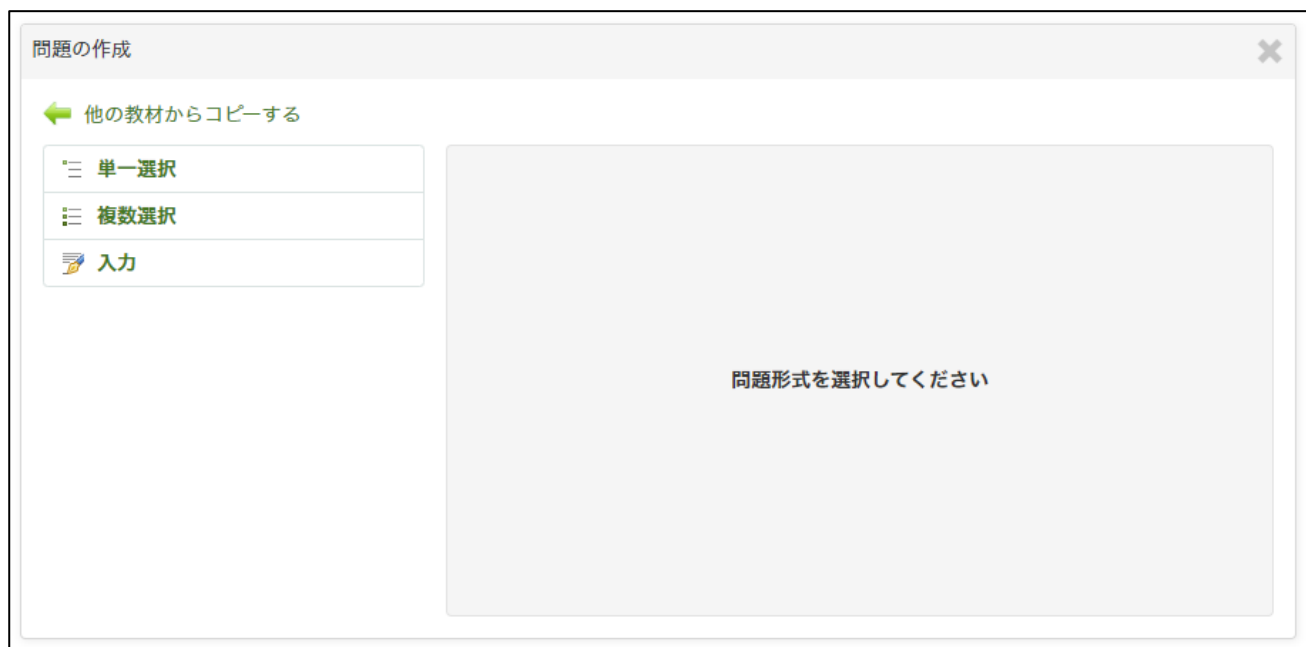 問題の作成
他の教材からコピーする
単一選択
複数選択
入力
問題形式を選択してください